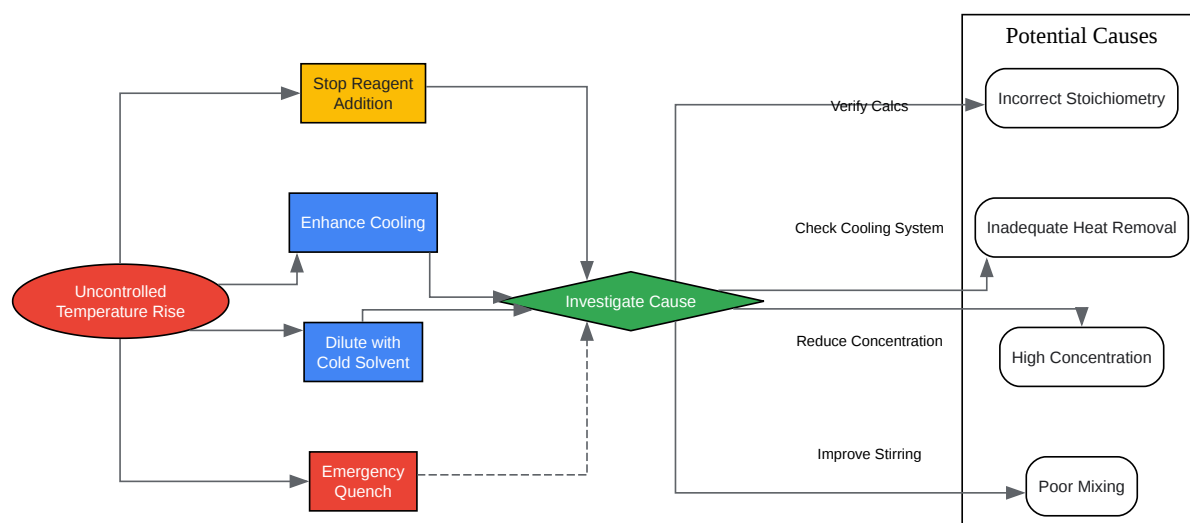 Potential Causes
Stop Reagent
Addition
Verify Calcs
Incorrect Stoichiometry
Enhance Cooling
Check Cooling System
Inadequate Heat Removal
Uncontrolled
Temperature Rise
Investigate Cause
Dilute with
Cold Solvent
Reduce Concentration
High Concentration
Emergency
Quench
Improve Stirring
Poor Mixing